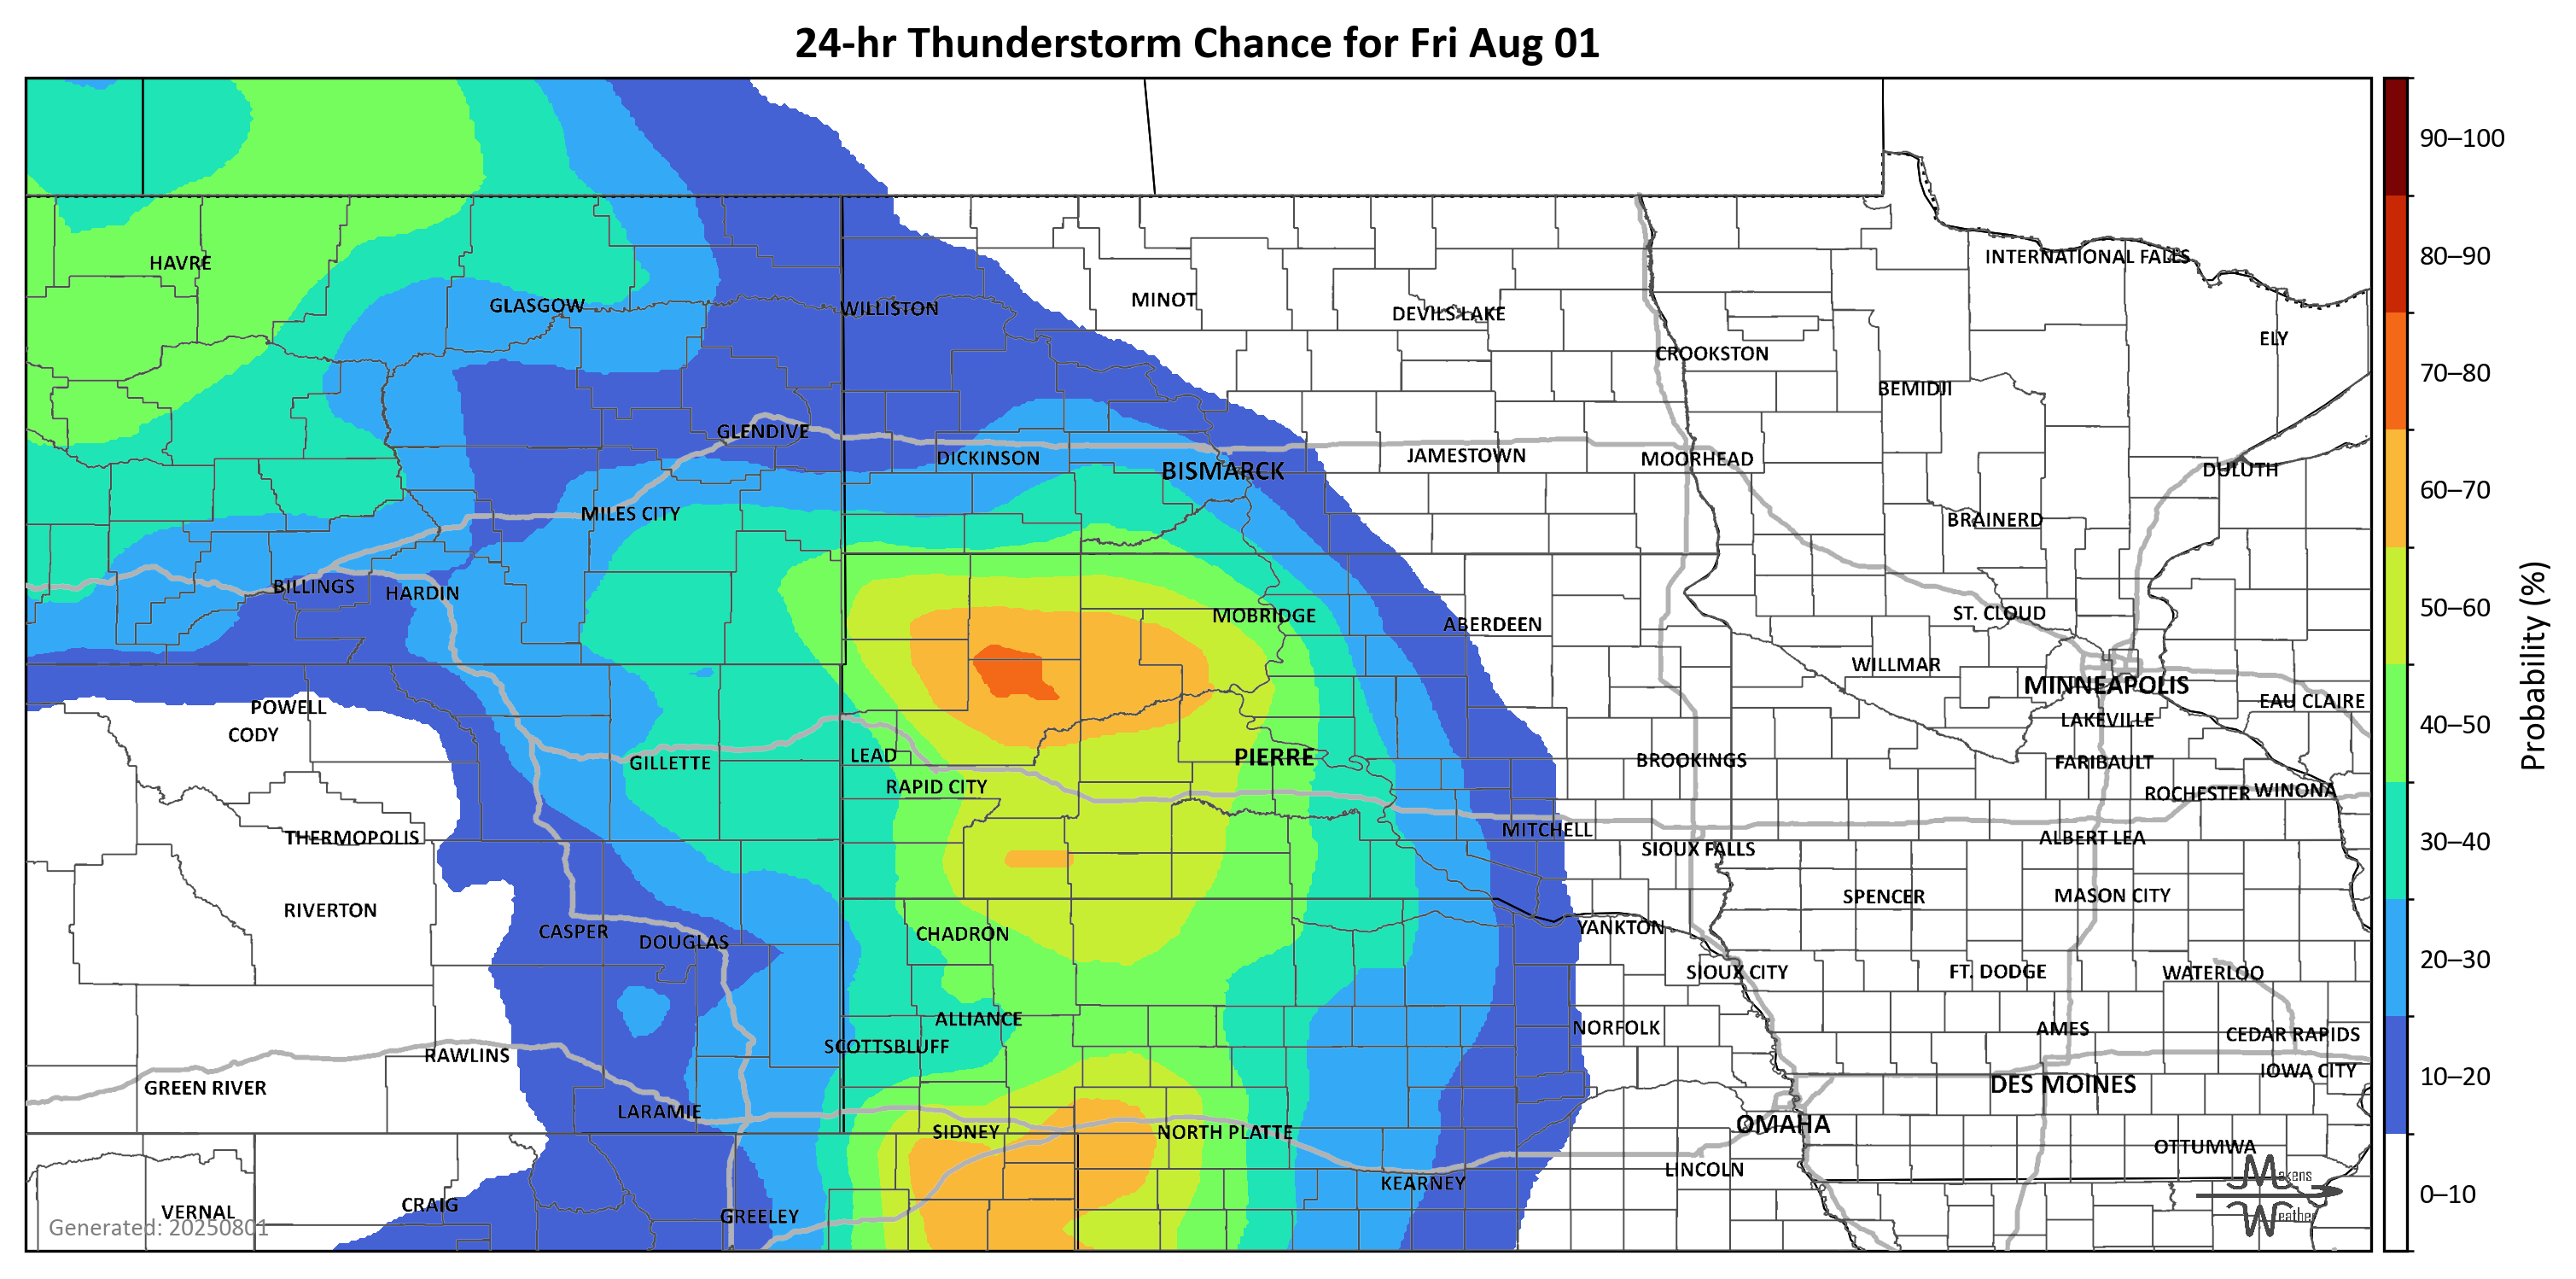 24-hr Thunderstorm Chance for Fri Aug 01
90–100
INTERNATIONAL FALLS
80–90
HAVRE
MINOT
GLASGOW
WILLISTON
DEVILS LAKE
ELY
CROOKSTON
70–80
BEMIDJI
GLENDIVE
DICKINSON
BISMARCK
JAMESTOWN
MOORHEAD
DULUTH
60–70
MILES CITY
BRAINERD
BILLINGS
HARDIN
MOBRIDGE
ABERDEEN
ST. CLOUD
50–60
WILLMAR
MINNEAPOLIS
Probability (%)
POWELL
EAU CLAIRE
CODY
LAKEVILLE
40–50
LEAD
PIERRE
GILLETTE
BROOKINGS
FARIBAULT
RAPID CITY
ROCHESTER
WINONA
THERMOPOLIS
MITCHELL
ALBERT LEA
30–40
SIOUX FALLS
RIVERTON
SPENCER
MASON CITY
CASPER
DOUGLAS
CHADRON
YANKTON
20–30
SIOUX CITY
FT. DODGE
WATERLOO
ALLIANCE
NORFOLK
AMES
CEDAR RAPIDS
SCOTTSBLUFF
RAWLINS
IOWA CITY
10–20
GREEN RIVER
DES MOINES
LARAMIE
SIDNEY
NORTH PLATTE
OMAHA
OTTUMWA
LINCOLN
Makens
KEARNEY
0–10
CRAIG
VERNAL
GREELEY
Weather
Generated: 20250801